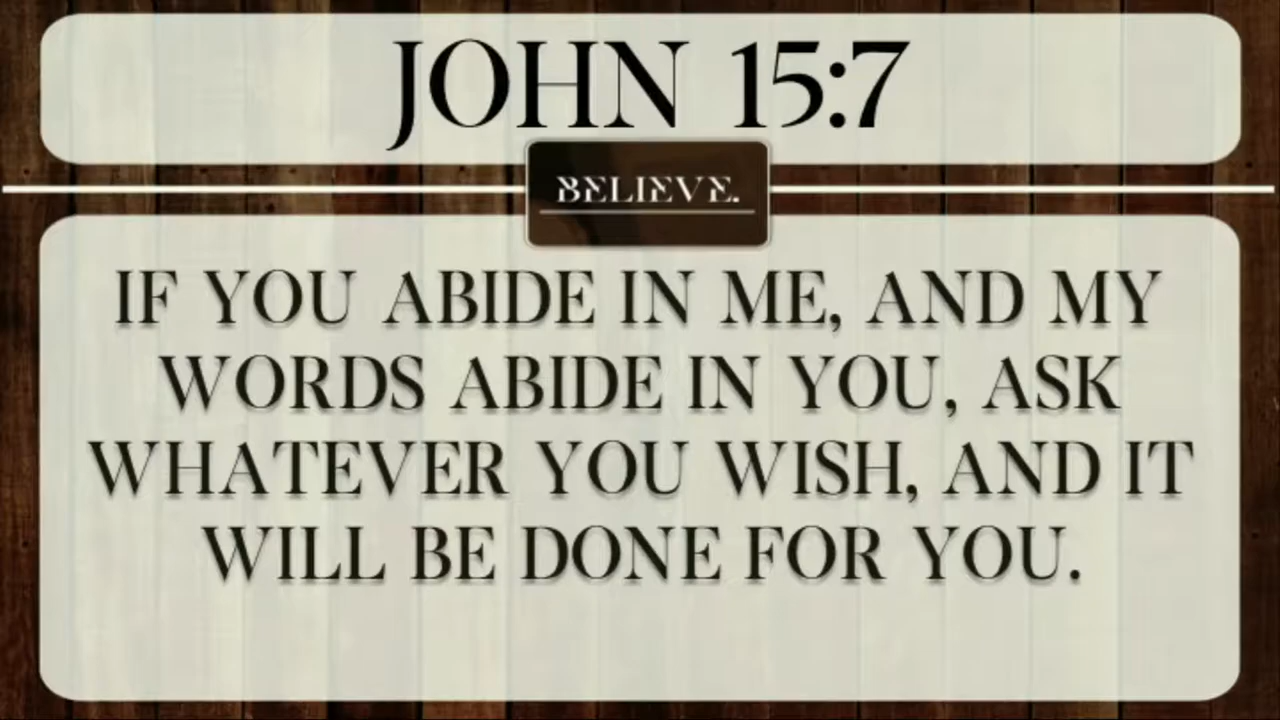 JOHN 15:7
BELIEVE.
IF YOU ABIDE IN ME, AND MY
WORDS ABIDE IN YOU, ASK
WHATEVER YOU WISH, AND IT
WILL BE DONE FOR YOU.